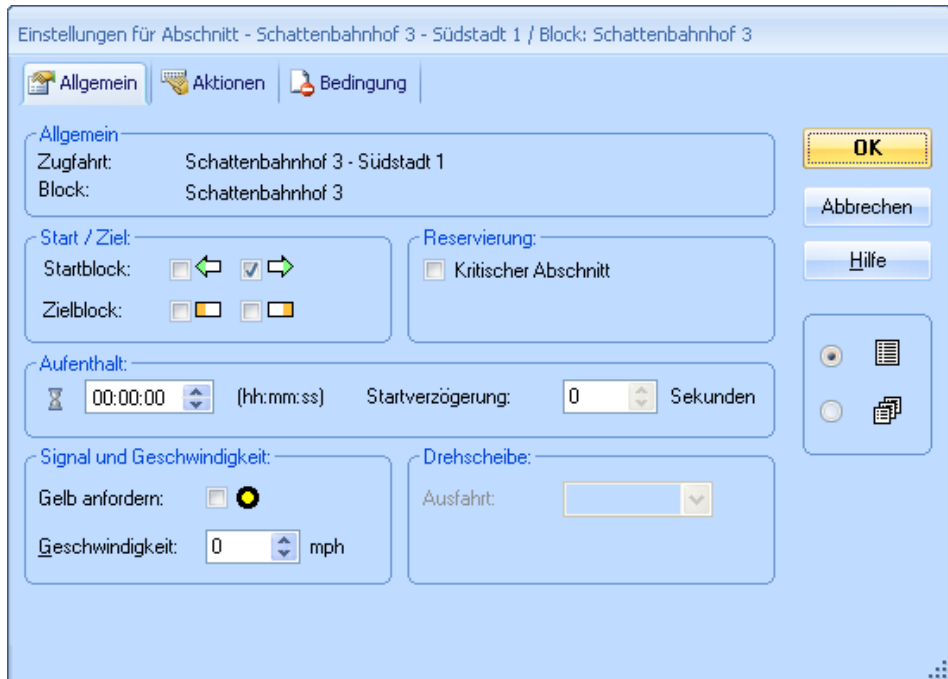 Einstellungen für Abschnitt - Schattenbahnhof 3 - Südstadt 1 / Block: Schattenbahnhof 3
Allgemein Aktionen Bedingung
Allgemein
Zugfahrt: Schattenbahnhof 3 - Südstadt 1
Block: Schattenbahnhof 3
OK
Abbrechen
Hilfe
Start / Ziel:
Startblock:
Zielblock:
Reservierung:
Kritischer Abschnitt
Aufenthalt:
00:00:00 (hh:mm:ss) Startverzögerung: 0 Sekunden
Signal und Geschwindigkeit:
Gelb anfordern:
Geschwindigkeit: 0 mph
Drehscheibe:
Ausfahrt: